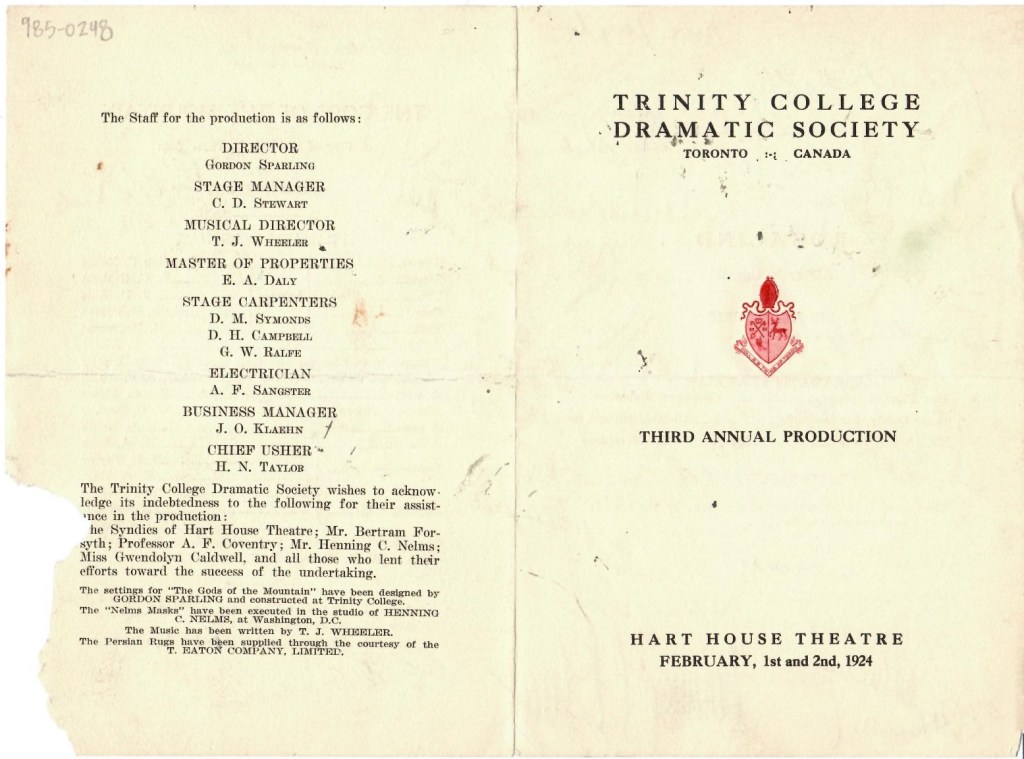 985-0248
The Staff for the production is as follows:
DIRECTOR
GORDON SPARLING
STAGE MANAGER
C. D. STEWART
MUSICAL DIRECTOR
T. J. WHEELER
MASTER OF PROPERTIES
E. A. DALY
STAGE CARPENTERS
D. M. SYMONDS
D. H. CAMPBELL
G. W. RALFE
ELECTRICIAN
A. F. SANGSTER
BUSINESS MANAGER
J. O. KLAEHN
CHIEF USHER
H. N. TAYLOR
The Trinity College Dramatic Society wishes to acknow-
ledge its indebtedness to the following for their assist-
nce in the production:
he Syndics of Hart House Theatre; Mr. Bertram For-
syth; Professor A. F. Coventry; Mr. Henning C. Nelms;
Miss Gwendolyn Caldwell, and all those who lent their
efforts toward the success of the undertaking.
The settings for "The Gods of the Mountain" have been designed by
GORDON SPARLING and constructed at Trinity College.
The "Nelms Masks" have been executed in the studio of HENNING
C. NELMS, at Washington, D.C.
The Music has been written by T. J. WHEELER.
The Persian Rugs have been supplied through the courtesy of the
T. EATON COMPANY, LIMITED.
TRINITY COLLEGE
DRAMATIC SOCIETY
TORONTO :-: CANADA
THIRD ANNUAL PRODUCTION
HART HOUSE THEATRE
FEBRUARY, 1st and 2nd, 1924